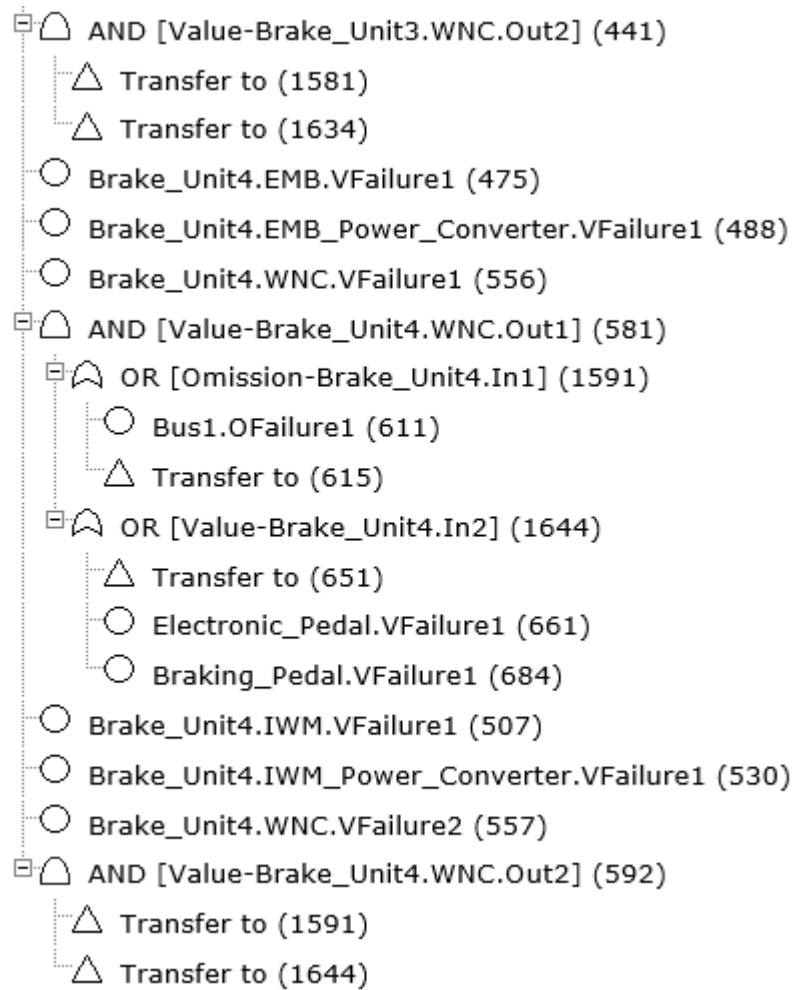 AND [Value-Brake_Unit3.WNC.Out2] (441)
Transfer to (1581)
Transfer to (1634)
Brake_Unit4.EMB.VFailure1 (475)
Brake_Unit4.EMB_Power_Converter.VFailure1 (488)
Brake_Unit4.WNC.VFailure1 (556)
AND [Value-Brake_Unit4.WNC.Out1] (581)
OR [Omission-Brake_Unit4.In1] (1591)
Bus1.OFailure1 (611)
Transfer to (615)
OR [Value-Brake_Unit4.In2] (1644)
Transfer to (651)
Electronic_Pedal.VFailure1 (661)
Braking_Pedal.VFailure1 (684)
Brake_Unit4.IWM.VFailure1 (507)
Brake_Unit4.IWM_Power_Converter.VFailure1 (530)
Brake_Unit4.WNC.VFailure2 (557)
AND [Value-Brake_Unit4.WNC.Out2] (592)
Transfer to (1591)
Transfer to (1644)